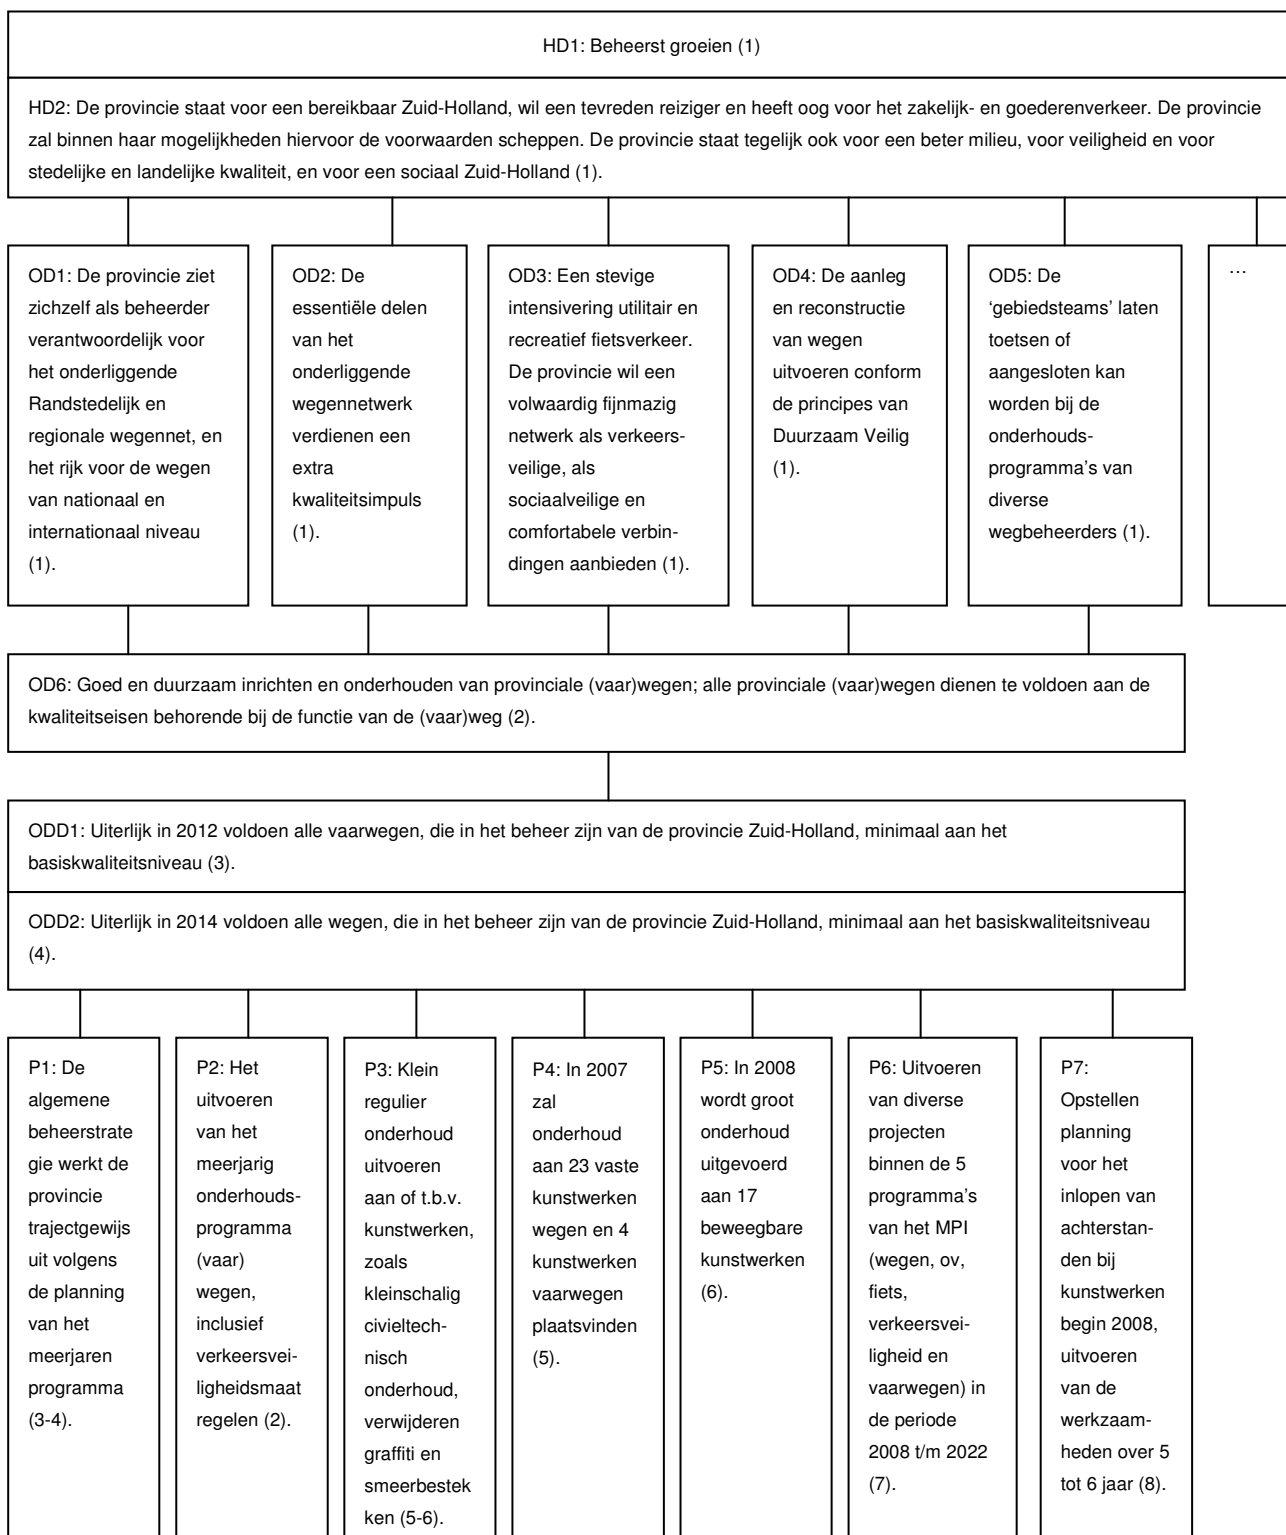 HD1: Beheerst groeien (1)
HD2: De provincie staat voor een bereikbaar Zuid-Holland, wil een tevreden reiziger en heeft oog voor het zakelijk- en goederenverkeer. De provincie
zal binnen haar mogelijkheden hiervoor de voorwaarden scheppen. De provincie staat tegelijk ook voor een beter milieu, voor veiligheid en voor
stedelijke en landelijke kwaliteit, en voor een sociaal Zuid-Holland (1).
OD1: De provincie ziet
zichzelf als beheerder
verantwoordelijk voor
het onderliggende
Randstedelijk en
regionale wegennet, en
het rijk voor de wegen
van nationaal en
internationaal niveau
(1).
OD2: De
essentiële delen
van het
onderliggende
wegennetwerk
verdienen een
extra
kwaliteitsimpuls
(1).
OD3: Een stevige
intensivering utilitair en
recreatief fietsverkeer.
De provincie wil een
volwaardig fijnmazig
netwerk als verkeers-
veilige, als
sociaalveilige en
comfortabele verbin-
dingen aanbieden (1).
OD4: De aanleg
en reconstructie
van wegen
uitvoeren conform
de principes van
Duurzaam Veilig
(1).
OD5: De
‘gebiedsteams’ laten
toetsen of
aangesloten kan
worden bij de
onderhouds-
programma’s van
diverse
wegbeheerders (1).
…
OD6: Goed en duurzaam inrichten en onderhouden van provinciale (vaar)wegen; alle provinciale (vaar)wegen dienen te voldoen aan de
kwaliteitseisen behorende bij de functie van de (vaar)weg (2).
ODD1: Uiterlijk in 2012 voldoen alle vaarwegen, die in het beheer zijn van de provincie Zuid-Holland, minimaal aan het
basiskwaliteitsniveau (3).
ODD2: Uiterlijk in 2014 voldoen alle wegen, die in het beheer zijn van de provincie Zuid-Holland, minimaal aan het basiskwaliteitsniveau
(4).
P1: De
algemene
beheerstrate
gie werkt de
provincie
trajectgewijs
uit volgens
de planning
van het
meerjaren
programma
(3-4).
P2: Het
uitvoeren
van het
meerjarig
onderhouds-
programma
(vaar)
wegen,
inclusief
verkeersvei-
ligheidsmaat
regelen (2).
P3: Klein
regulier
onderhoud
uitvoeren
aan of t.b.v.
kunstwerken,
zoals
kleinschalig
civieltech-
nisch
onderhoud,
verwijderen
graffiti en
smeerbestek
ken (5-6).
P4: In 2007
zal
onderhoud
aan 23 vaste
kunstwerken
wegen en 4
kunstwerken
vaarwegen
plaatsvinden
(5).
P5: In 2008
wordt groot
onderhoud
uitgevoerd
aan 17
beweegbare
kunstwerken
(6).
P6: Uitvoeren
van diverse
projecten
binnen de 5
programma’s
van het MPI
(wegen, ov,
fiets,
verkeersvei-
ligheid en
vaarwegen) in
de periode
2008 t/m 2022
(7).
P7:
Opstellen
planning
voor het
inlopen van
achterstan-
den bij
kunstwerken
begin 2008,
uitvoeren
van de
werkzaam-
heden over 5
tot 6 jaar (8).